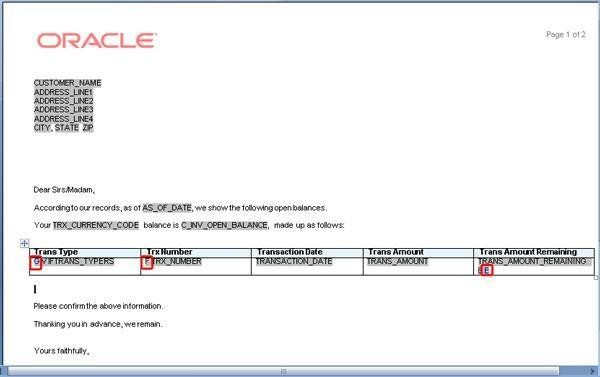 ORACLE
Page 1 of 2
CUSTOMER_NAME
ADDRESS_LINE1
ADDRESS_LINE2
ADDRESS_LINE3
ADDRESS_LINE4
CITY, STATE ZIP
Dear Sirs/Madam,
According to our records, as of AS_OF_DATE, we show the following open balances.
Your TRX_CURRENCY_CODE balance is C_INV_OPEN_BALANCE, made up as follows:
Trans Type Trx Number Transaction Date Trans Amount Trans Amount Remaining
G VIFTRANS_TYPERS F TRX_NUMBER TRANSACTION_DATE TRANS_AMOUNT TRANS_AMOUNT_REMAINING
E E
Please confirm the above information.
Thanking you in advance, we remain.
Yours faithfully,